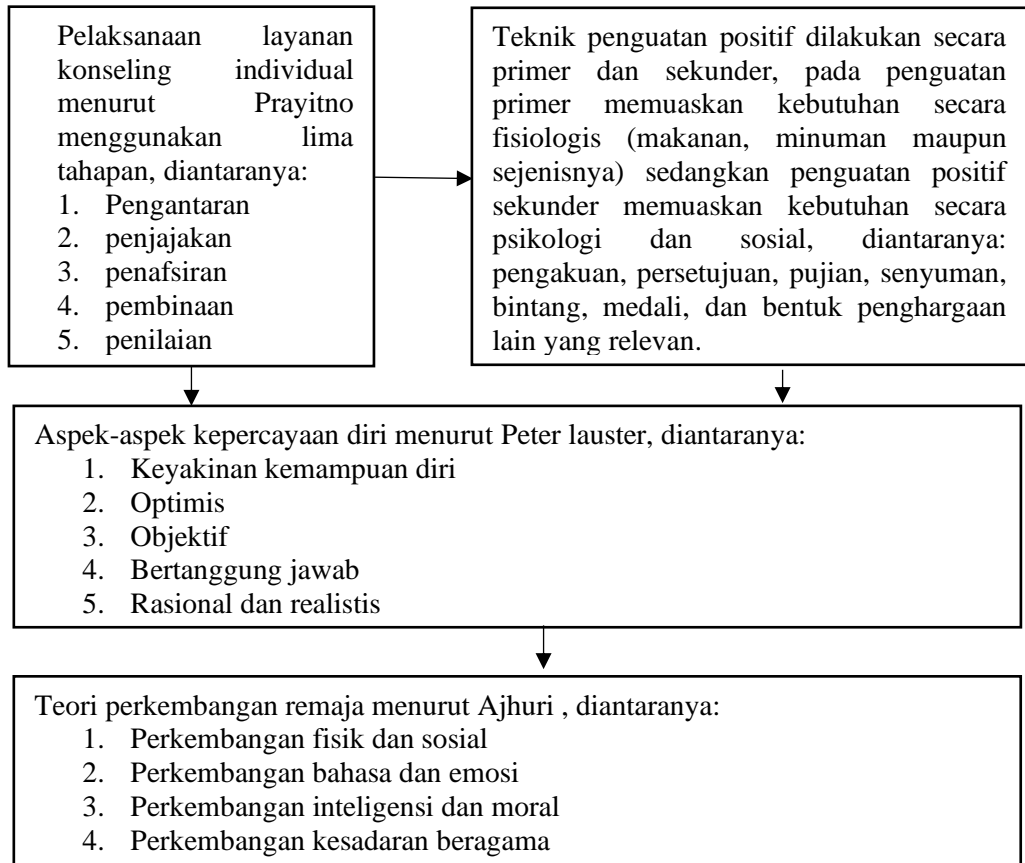 Pelaksanaan layanan
konseling individual
menurut Prayitno
menggunakan lima
tahapan, diantaranya:
1. Pengantaran
2. penjajakan
3. penafsiran
4. pembinaan
5. penilaian
Teknik penguatan positif dilakukan secara
primer dan sekunder, pada penguatan
primer memuaskan kebutuhan secara
fisiologis (makanan, minuman maupun
sejenisnya) sedangkan penguatan positif
sekunder memuaskan kebutuhan secara
psikologi dan sosial, diantaranya:
pengakuan, persetujuan, pujian, senyuman,
bintang, medali, dan bentuk penghargaan
lain yang relevan.
Aspek-aspek kepercayaan diri menurut Peter lauster, diantaranya:
1. Keyakinan kemampuan diri
2. Optimis
3. Objektif
4. Bertanggung jawab
5. Rasional dan realistis
Teori perkembangan remaja menurut Ajhuri , diantaranya:
1. Perkembangan fisik dan sosial
2. Perkembangan bahasa dan emosi
3. Perkembangan inteligensi dan moral
4. Perkembangan kesadaran beragama